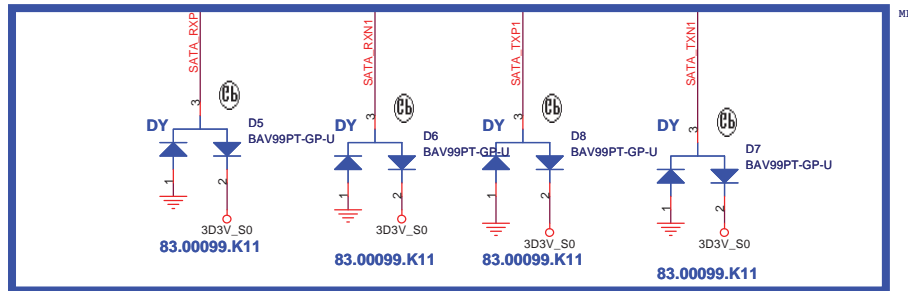 SATA_RXP
3
DY
D5
BAV99PT-GP-U
1
2
3D3V_S0
83.00099.K11
SATA_RXN1
3
DY
D6
BAV99PT-GP-U
1
2
3D3V_S0
83.00099.K11
SATA_TXP1
3
DY
D8
BAV99PT-GP-U
1
2
3D3V_S0
83.00099.K11
SATA_TXN1
3
DY
D7
BAV99PT-GP-U
1
2
3D3V_S0
83.00099.K11